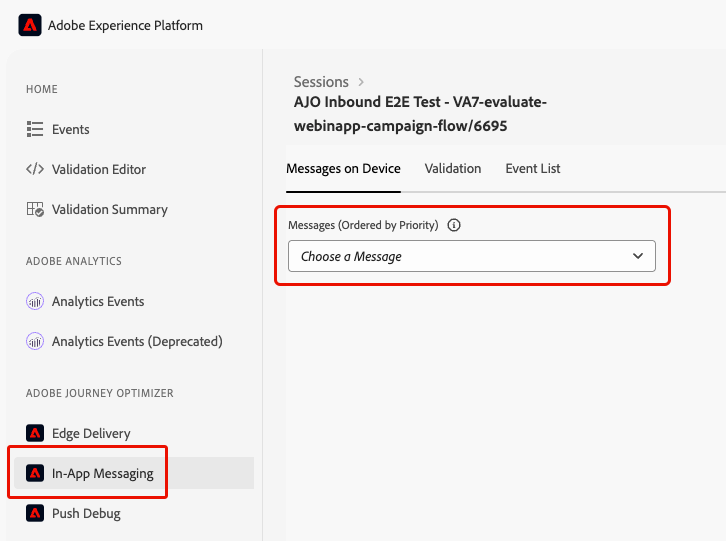 Adobe Experience Platform
HOME
Events
Validation Editor
Validation Summary
ADOBE ANALYTICS
Analytics Events
Analytics Events (Deprecated)
ADOBE JOURNEY OPTIMIZER
Edge Delivery
In-App Messaging
Push Debug
Sessions
AJO Inbound E2E Test - VA7-evaluate-
webinapp-campaign-flow/6695
Messages on Device Validation Event List
Messages (Ordered by Priority)
Choose a Message